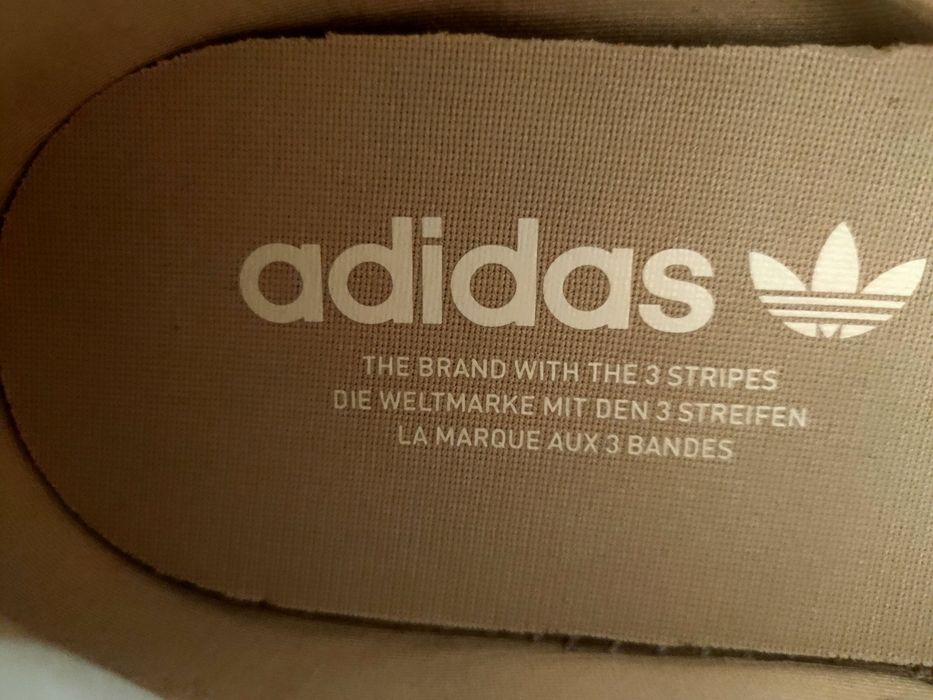 adidas
THE BRAND WITH THE 3 STRIPES
DIE WELTMARKE MIT DEN 3 STREIFEN
LA MARQUE AUX 3 BANDES